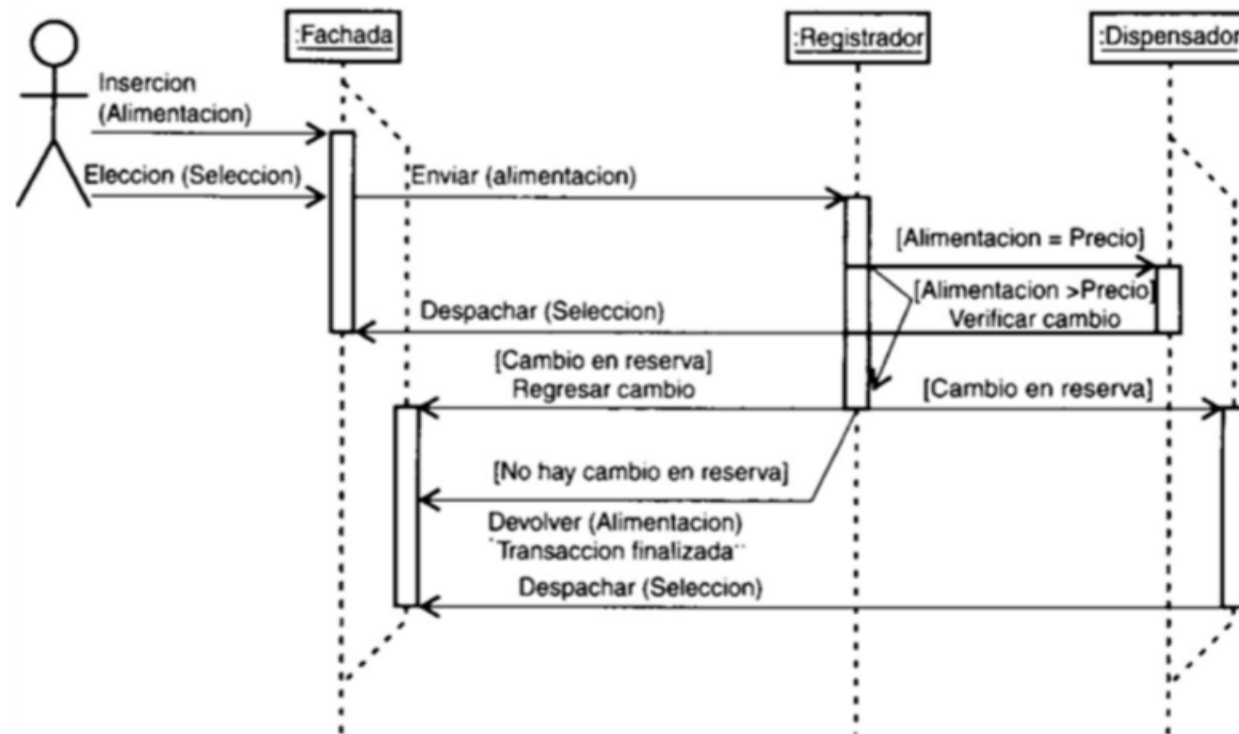 :Fachada
:Registrador
:Dispensador
Insercion
(Alimentacion)
Eleccion (Seleccion)
Enviar (alimentacion)
[Alimentacion = Precio]
[Alimentacion >Precio]
Verificar cambio
Despachar (Seleccion)
[Cambio en reserva]
Regresar cambio
[Cambio en reserva]
[No hay cambio en reserva]
Devolver (Alimentacion)
¨Transaccion finalizada¨
Despachar (Seleccion)